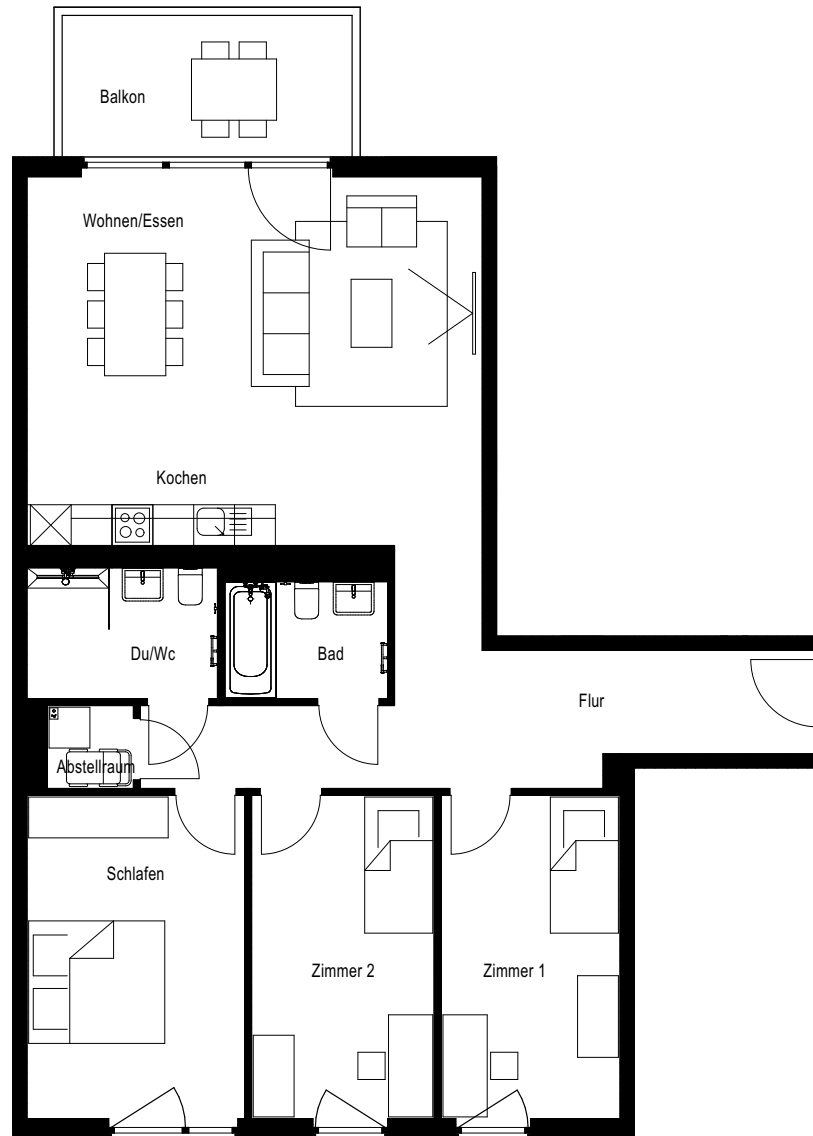 Balkon
Wohnen/Essen
Kochen
Du/Wc
Bad
Flur
Abstellraum
Schlafen
Zimmer 2
Zimmer 1